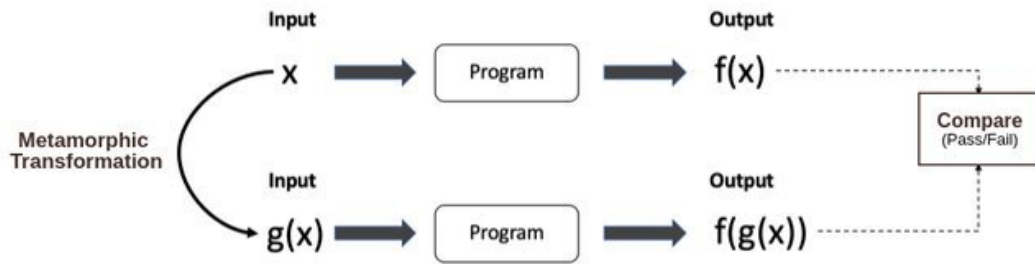 Input
Output
x
Program
f(x)
Compare
(Pass/Fail)
Metamorphic
Transformation
Input
Output
g(x)
Program
f(g(x))